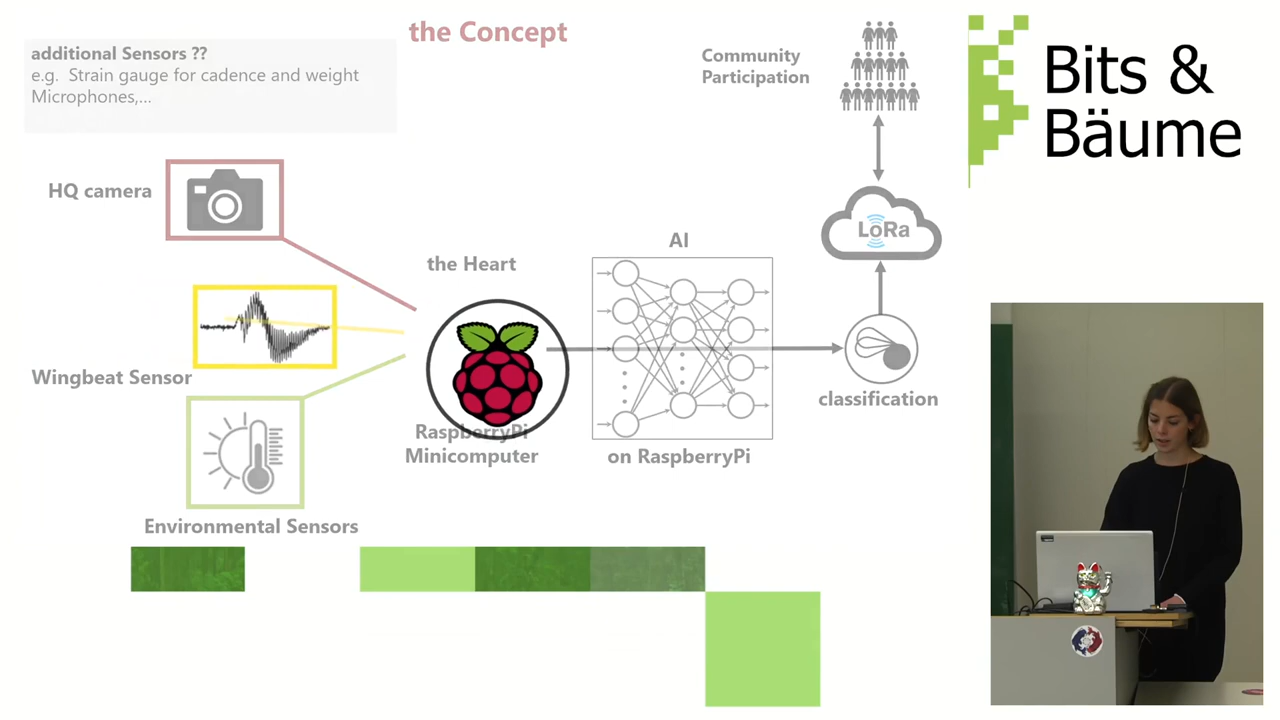 the Concept
additional Sensors ??
e.g. Strain gauge for cadence and weight
Microphones,...
Community
Participation
Bits &
Bäume
HQ camera
LoRa
AI
the Heart
Wingbeat Sensor
classification
RaspberryPi
Minicomputer
on RaspberryPi
Environmental Sensors